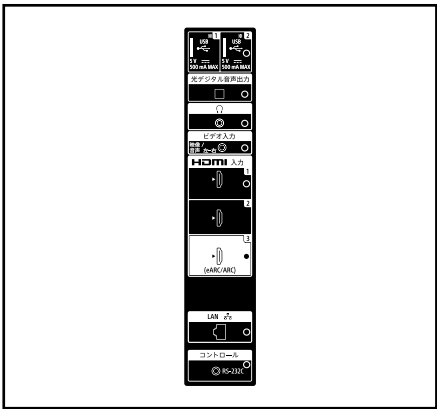 1 2
USB USB
5 V 5 V
500 mA MAX 500 mA MAX
光デジタル音声出力
ビデオ入力
映像/
音声 左-右
HDMI 入力
1
2
3
(eARC/ARC)
LAN
コントロール
RS-232C